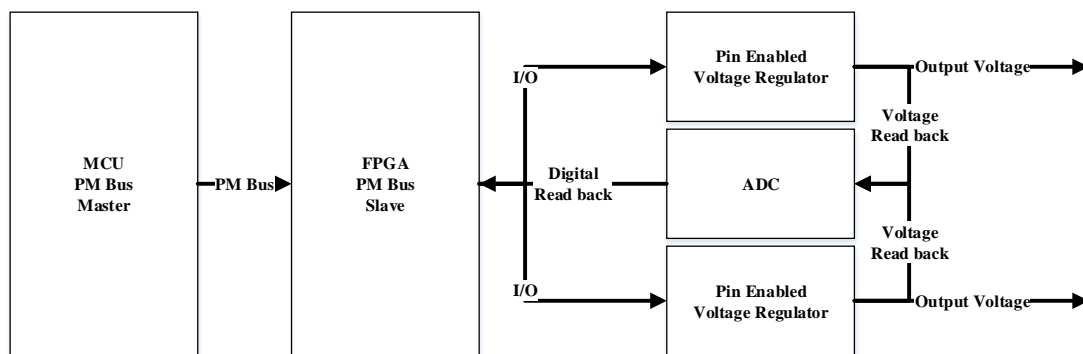 MCU
PM Bus
Master
PM Bus
FPGA
PM Bus
Slave
I/O
Digital
Read back
I/O
Pin Enabled
Voltage Regulator
ADC
Pin Enabled
Voltage Regulator
Output Voltage
Voltage
Read back
Voltage
Read back
Output Voltage